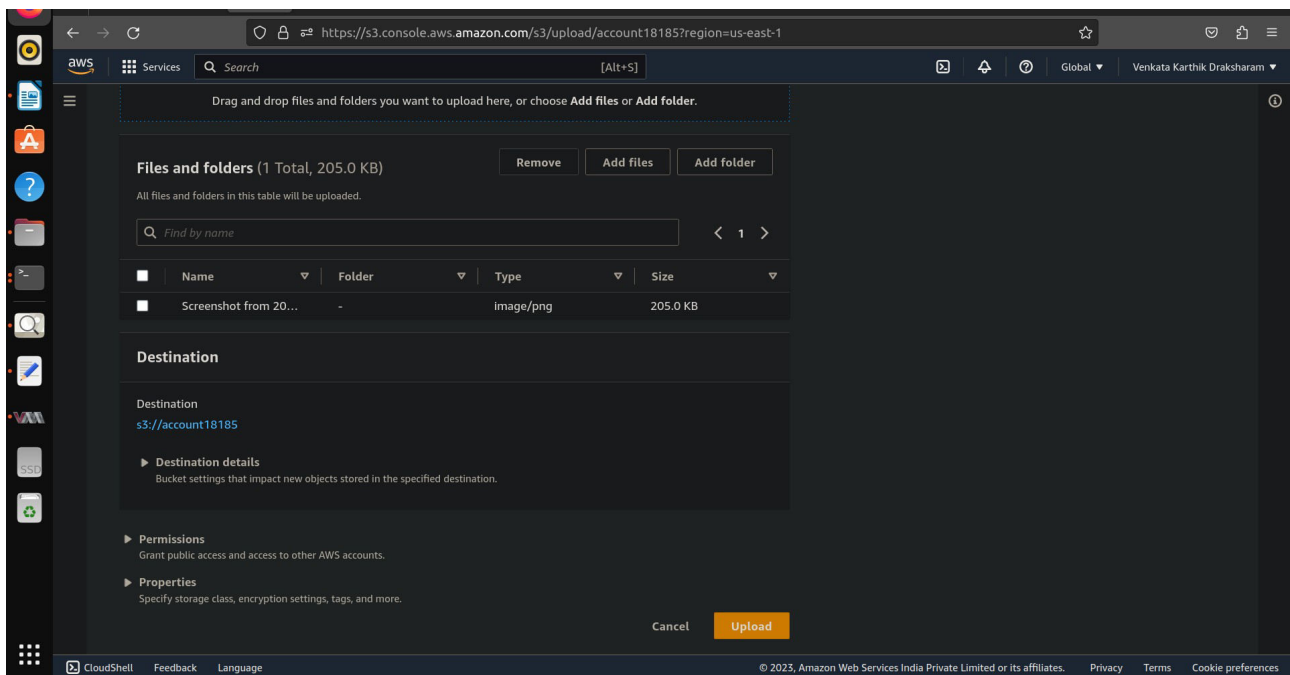 https://s3.console.aws.amazon.com/s3/upload/account18185?region=us-east-1
aws Services Search [Alt+S] Global Venkata Karthik Draksharam
Drag and drop files and folders you want to upload here, or choose Add files or Add folder.
Files and folders (1 Total, 205.0 KB) Remove Add files Add folder
All files and folders in this table will be uploaded.
Find by name 1
Name Folder Type Size
Screenshot from 20... - image/png 205.0 KB
Destination
Destination
s3://account18185
Destination details
Bucket settings that impact new objects stored in the specified destination.
Permissions
Grant public access and access to other AWS accounts.
Properties
Specify storage class, encryption settings, tags, and more.
Cancel Upload
SSD
CloudShell Feedback Language © 2023, Amazon Web Services India Private Limited or its affiliates. Privacy Terms Cookie preferences